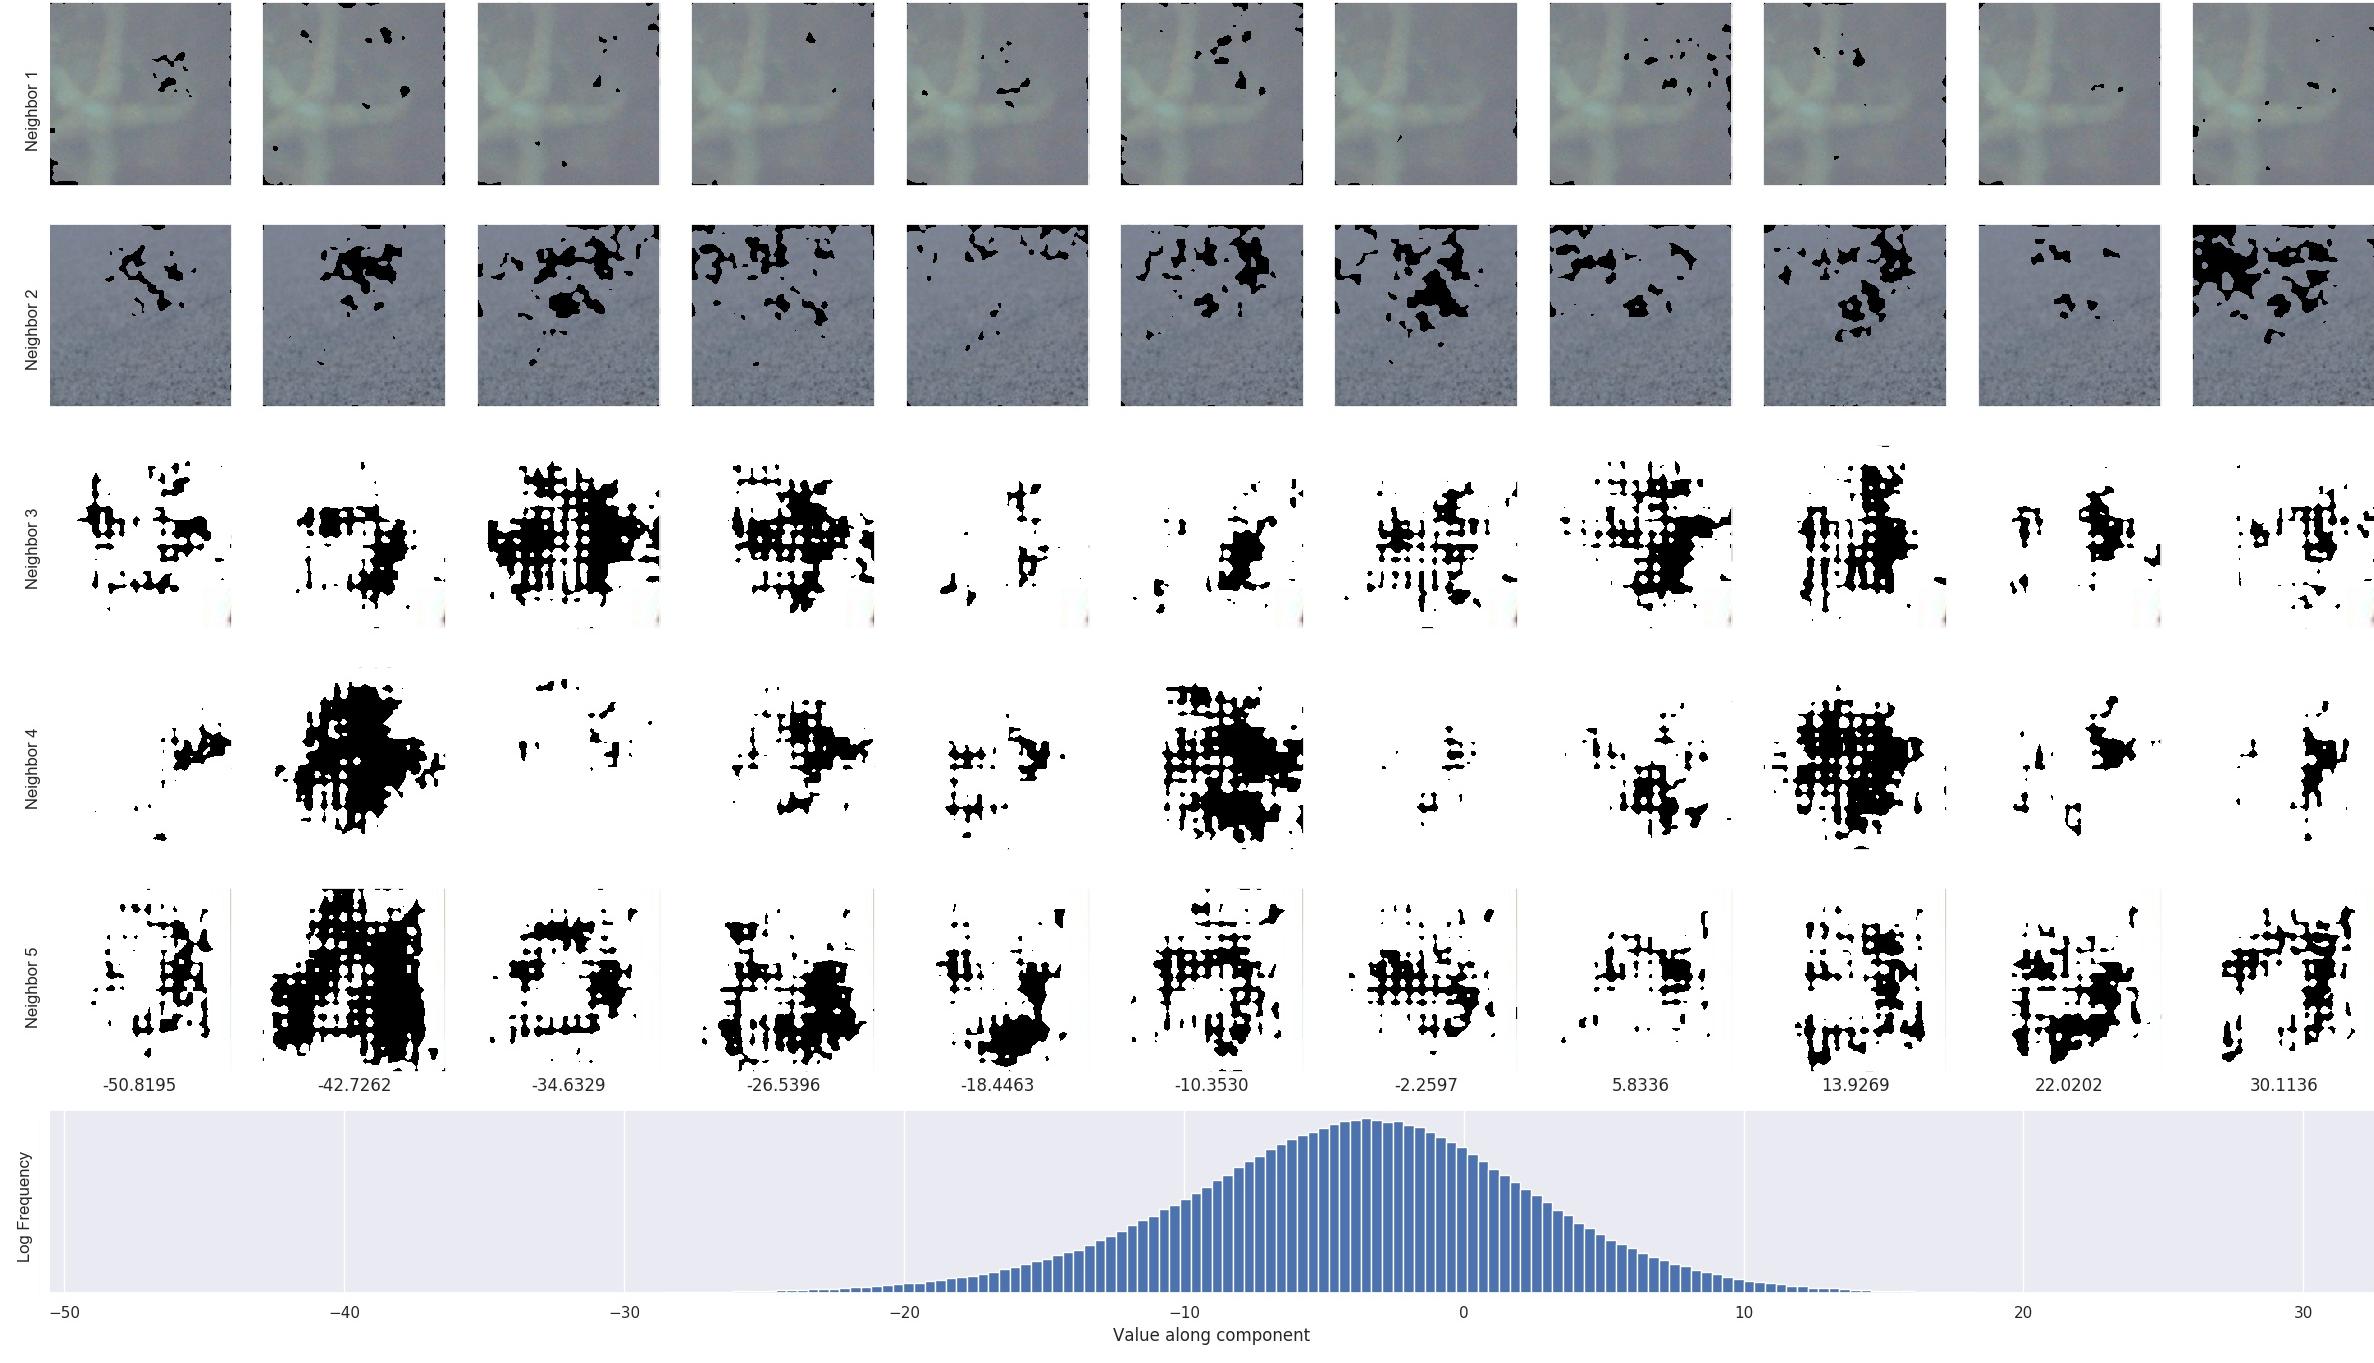 Neighbor 1
Neighbor 2
Neighbor 3
Neighbor 4
Neighbor 5
-50.8195 -42.7262 -34.6329 -26.5396 -18.4463 -10.3530 -2.2597 5.8336 13.9269 22.0202 30.1136
Log Frequency
−50 −40 −30 −20 −10 0 10 20 30
Value along component